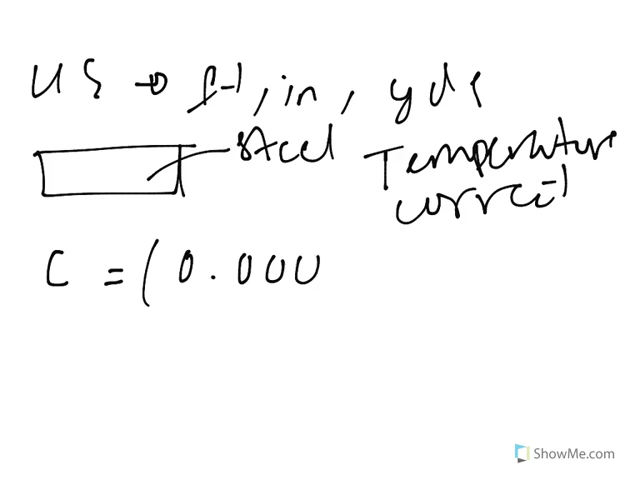 US → ft, in, yds
steel Temperature
correct
C = (0.000
ShowMe.com